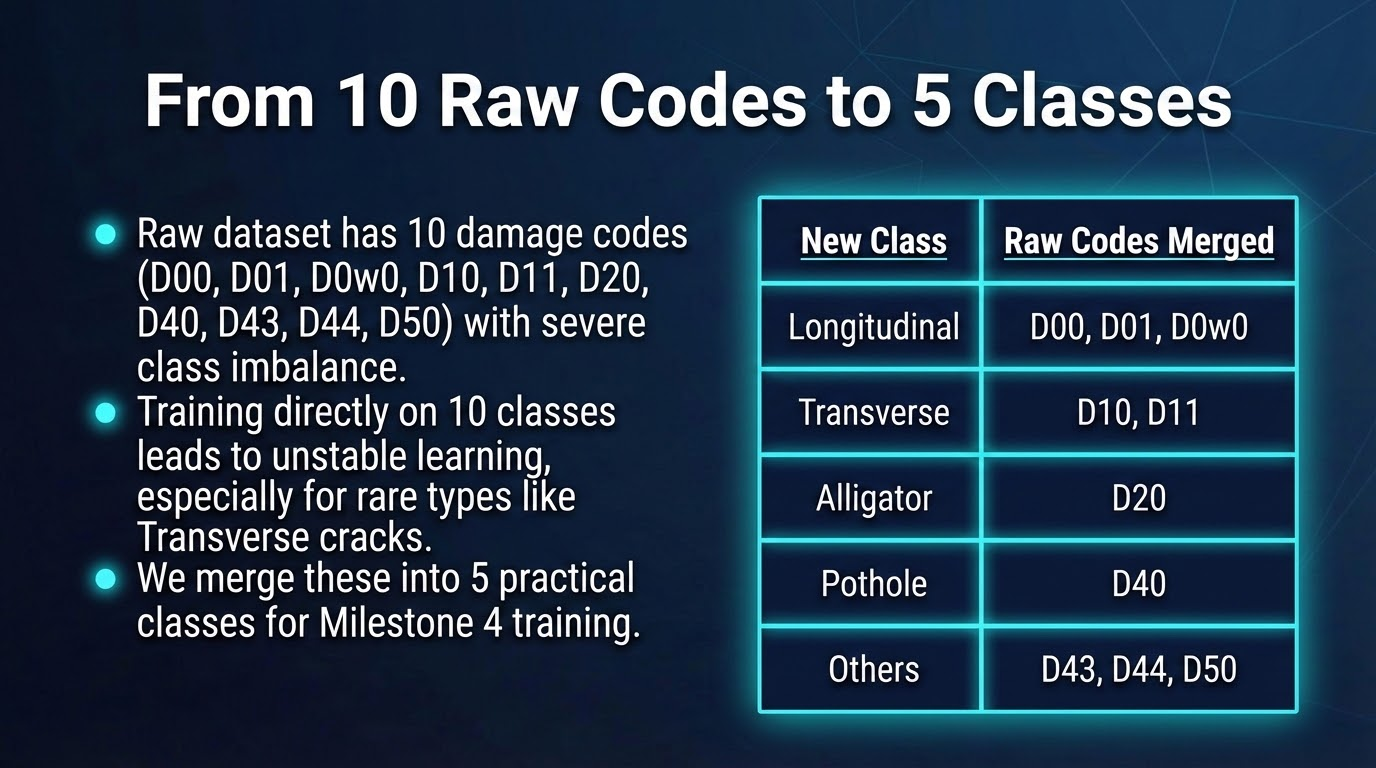 From 10 Raw Codes to 5 Classes
Raw dataset has 10 damage codes
(D00, D01, D0w0, D10, D11, D20,
D40, D43, D44, D50) with severe
class imbalance.
Training directly on 10 classes
leads to unstable learning,
especially for rare types like
Transverse cracks.
We merge these into 5 practical
classes for Milestone 4 training.
New Class Raw Codes Merged
Longitudinal D00, D01, D0w0
Transverse D10, D11
Alligator D20
Pothole D40
Others D43, D44, D50